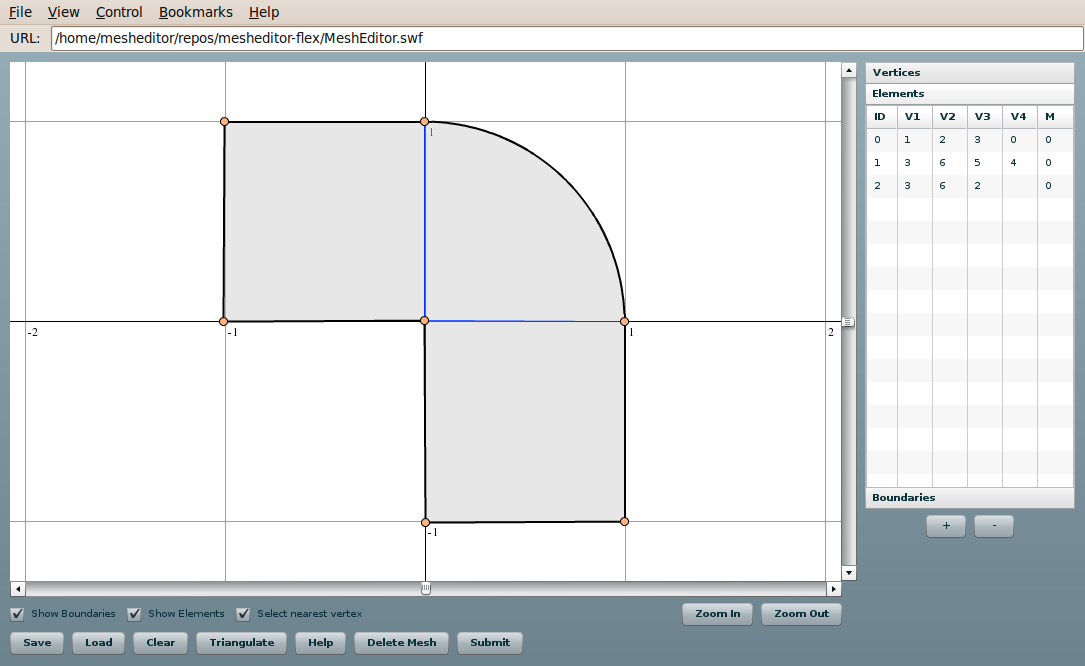 File View Control Bookmarks Help
URL: /home/mesheditor/repos/mesheditor-flex/MeshEditor.swf
Vertices
Elements
ID V1 V2 V3 V4 M
0 1 2 3 0 0
1 3 6 5 4 0
2 3 6 2 0
Boundaries
+ -
1
-2 -1 1 2
-1
Show Boundaries Show Elements Select nearest vertex
Zoom In Zoom Out
Save Load Clear Triangulate Help Delete Mesh Submit